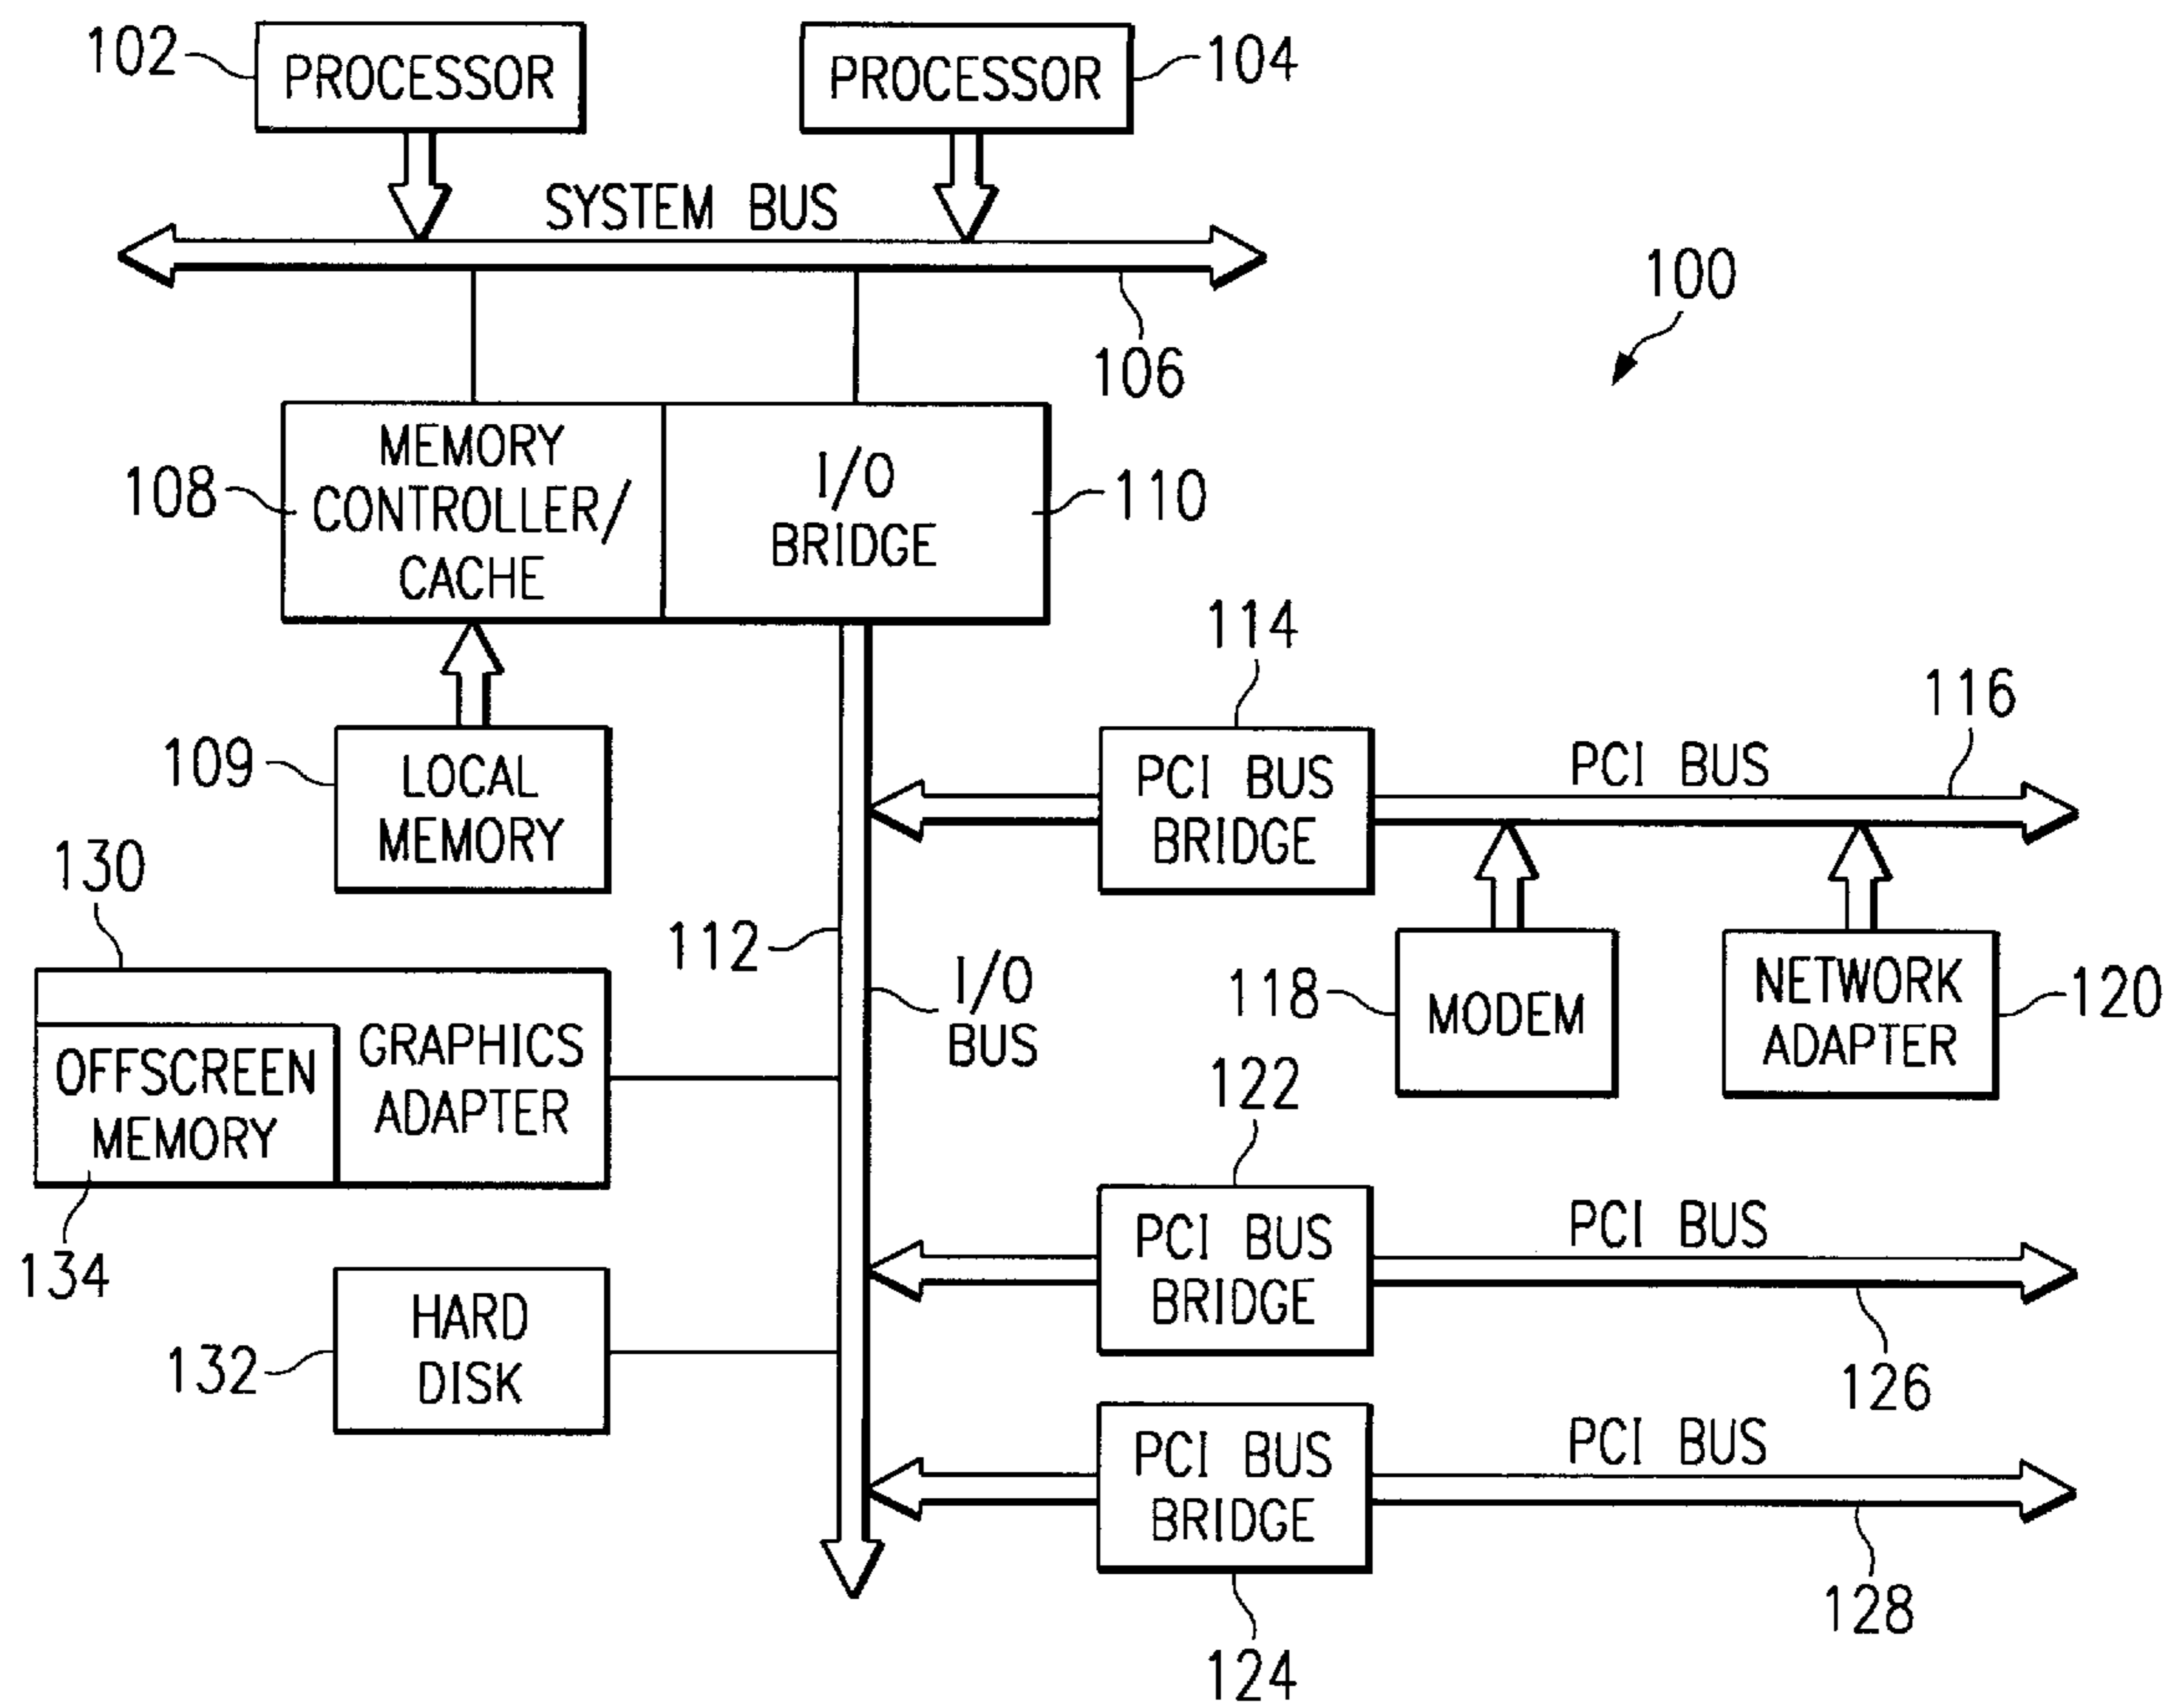 102
PROCESSOR
PROCESSOR
104
SYSTEM BUS
106
100
108
MEMORY
CONTROLLER/
CACHE
I/O
BRIDGE
110
109
LOCAL
MEMORY
114
PCI BUS
BRIDGE
PCI BUS
116
118
MODEM
NETWORK
ADAPTER
120
112
I/O
BUS
130
OFFSCREEN
MEMORY
GRAPHICS
ADAPTER
134
122
PCI BUS
BRIDGE
PCI BUS
126
132
HARD
DISK
PCI BUS
BRIDGE
PCI BUS
128
124